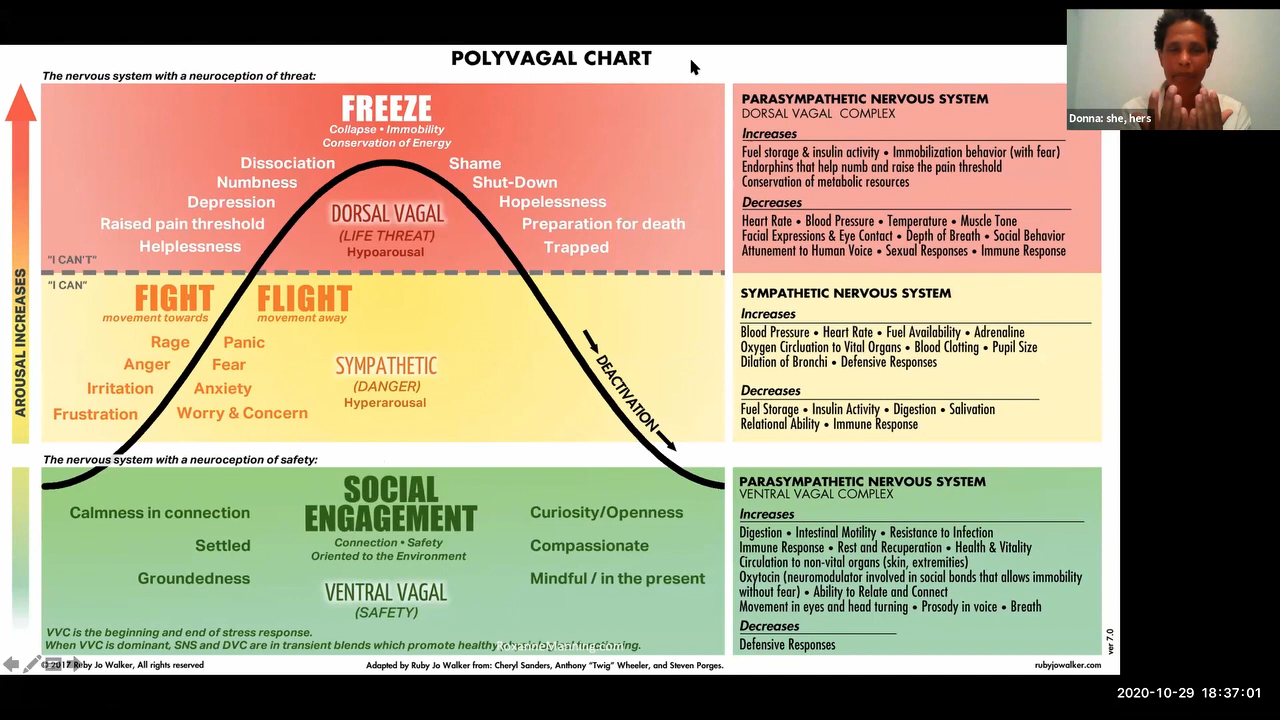 POLYVAGAL CHART
The nervous system with a neuroception of threat:
AROUSAL INCREASES
FREEZE
Collapse • Immobility
Conservation of Energy
Dissociation
Numbness
Depression
Raised pain threshold
Helplessness
Shame
Shut-Down
Hopelessness
Preparation for death
Trapped
DORSAL VAGAL
(LIFE THREAT)
Hypoarousal
"I CAN'T"
"I CAN"
FIGHT
movement towards
FLIGHT
movement away
Rage
Anger
Irritation
Frustration
Panic
Fear
Anxiety
Worry & Concern
SYMPATHETIC
(DANGER)
Hyperarousal
DEACTIVATION
The nervous system with a neuroception of safety:
SOCIAL
ENGAGEMENT
Connection • Safety
Oriented to the Environment
Calmness in connection
Settled
Groundedness
Curiosity/Openness
Compassionate
Mindful / in the present
VENTRAL VAGAL
(SAFETY)
VVC is the beginning and end of stress response.
When VVC is dominant, SNS and DVC are in transient blends which promote healthy
RoxanneManning.com
PARASYMPATHETIC NERVOUS SYSTEM
DORSAL VAGAL COMPLEX
Increases
Fuel storage & insulin activity • Immobilization behavior (with fear)
Endorphins that help numb and raise the pain threshold
Conservation of metabolic resources
Decreases
Heart Rate • Blood Pressure • Temperature • Muscle Tone
Facial Expressions & Eye Contact • Depth of Breath • Social Behavior
Attunement to Human Voice • Sexual Responses • Immune Response
SYMPATHETIC NERVOUS SYSTEM
Increases
Blood Pressure • Heart Rate • Fuel Availability • Adrenaline
Oxygen Circluation to Vital Organs • Blood Clotting • Pupil Size
Dilation of Bronchi • Defensive Responses
Decreases
Fuel Storage • Insulin Activity • Digestion • Salivation
Relational Ability • Immune Response
PARASYMPATHETIC NERVOUS SYSTEM
VENTRAL VAGAL COMPLEX
Increases
Digestion • Intestinal Motility • Resistance to Infection
Immune Response • Rest and Recuperation • Health & Vitality
Circulation to non-vital organs (skin, extremities)
Oxytocin (neuromodulator involved in social bonds that allows immobility
without fear) • Ability to Relate and Connect
Movement in eyes and head turning • Prosody in voice • Breath
Decreases
Defensive Responses
ver 7.0
© 2017 Ruby Jo Walker, All rights reserved
Adapted by Ruby Jo Walker from: Cheryl Sanders, Anthony "Twig" Wheeler, and Steven Porges.
rubyjowalker.com
Donna: she, hers
2020-10-29 18:37:01